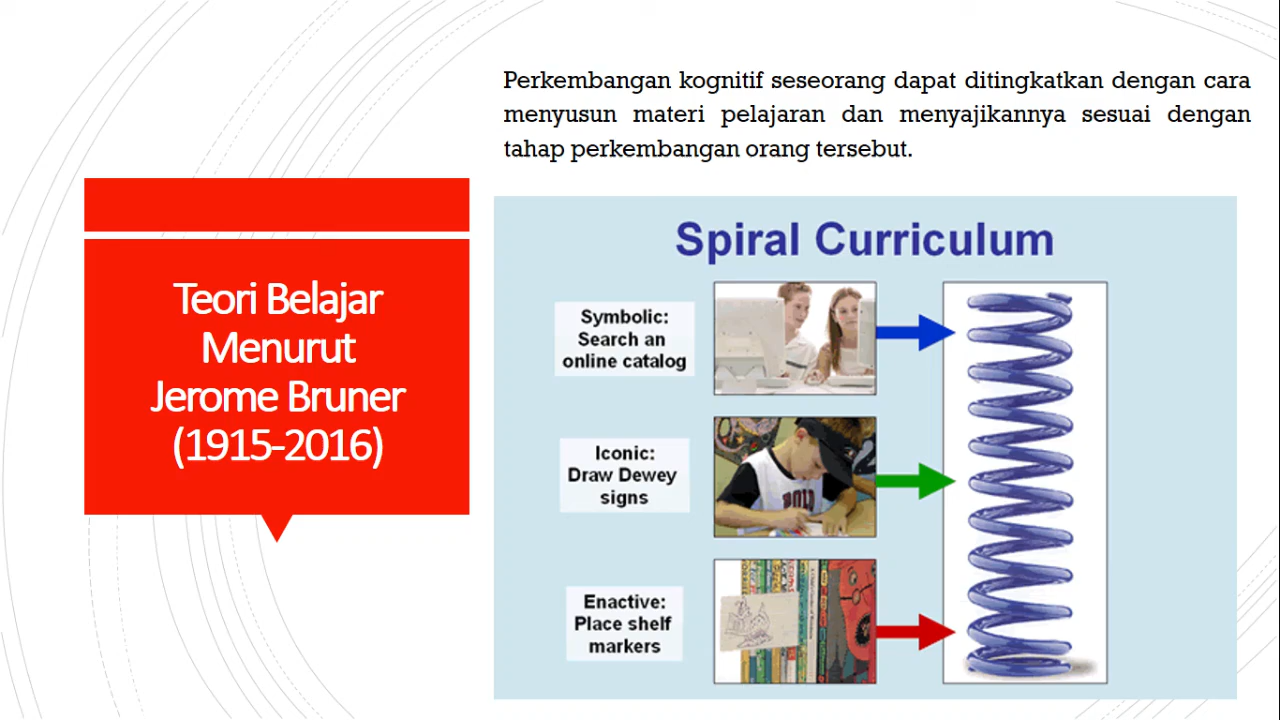 Perkembangan kognitif seseorang dapat ditingkatkan dengan cara
menyusun materi pelajaran dan menyajikannya sesuai dengan
tahap perkembangan orang tersebut.
Teori Belajar
Menurut
Jerome Bruner
(1915-2016)
Spiral Curriculum
Symbolic:
Search an
online catalog
Iconic:
Draw Dewey
signs
Enactive:
Place shelf
markers